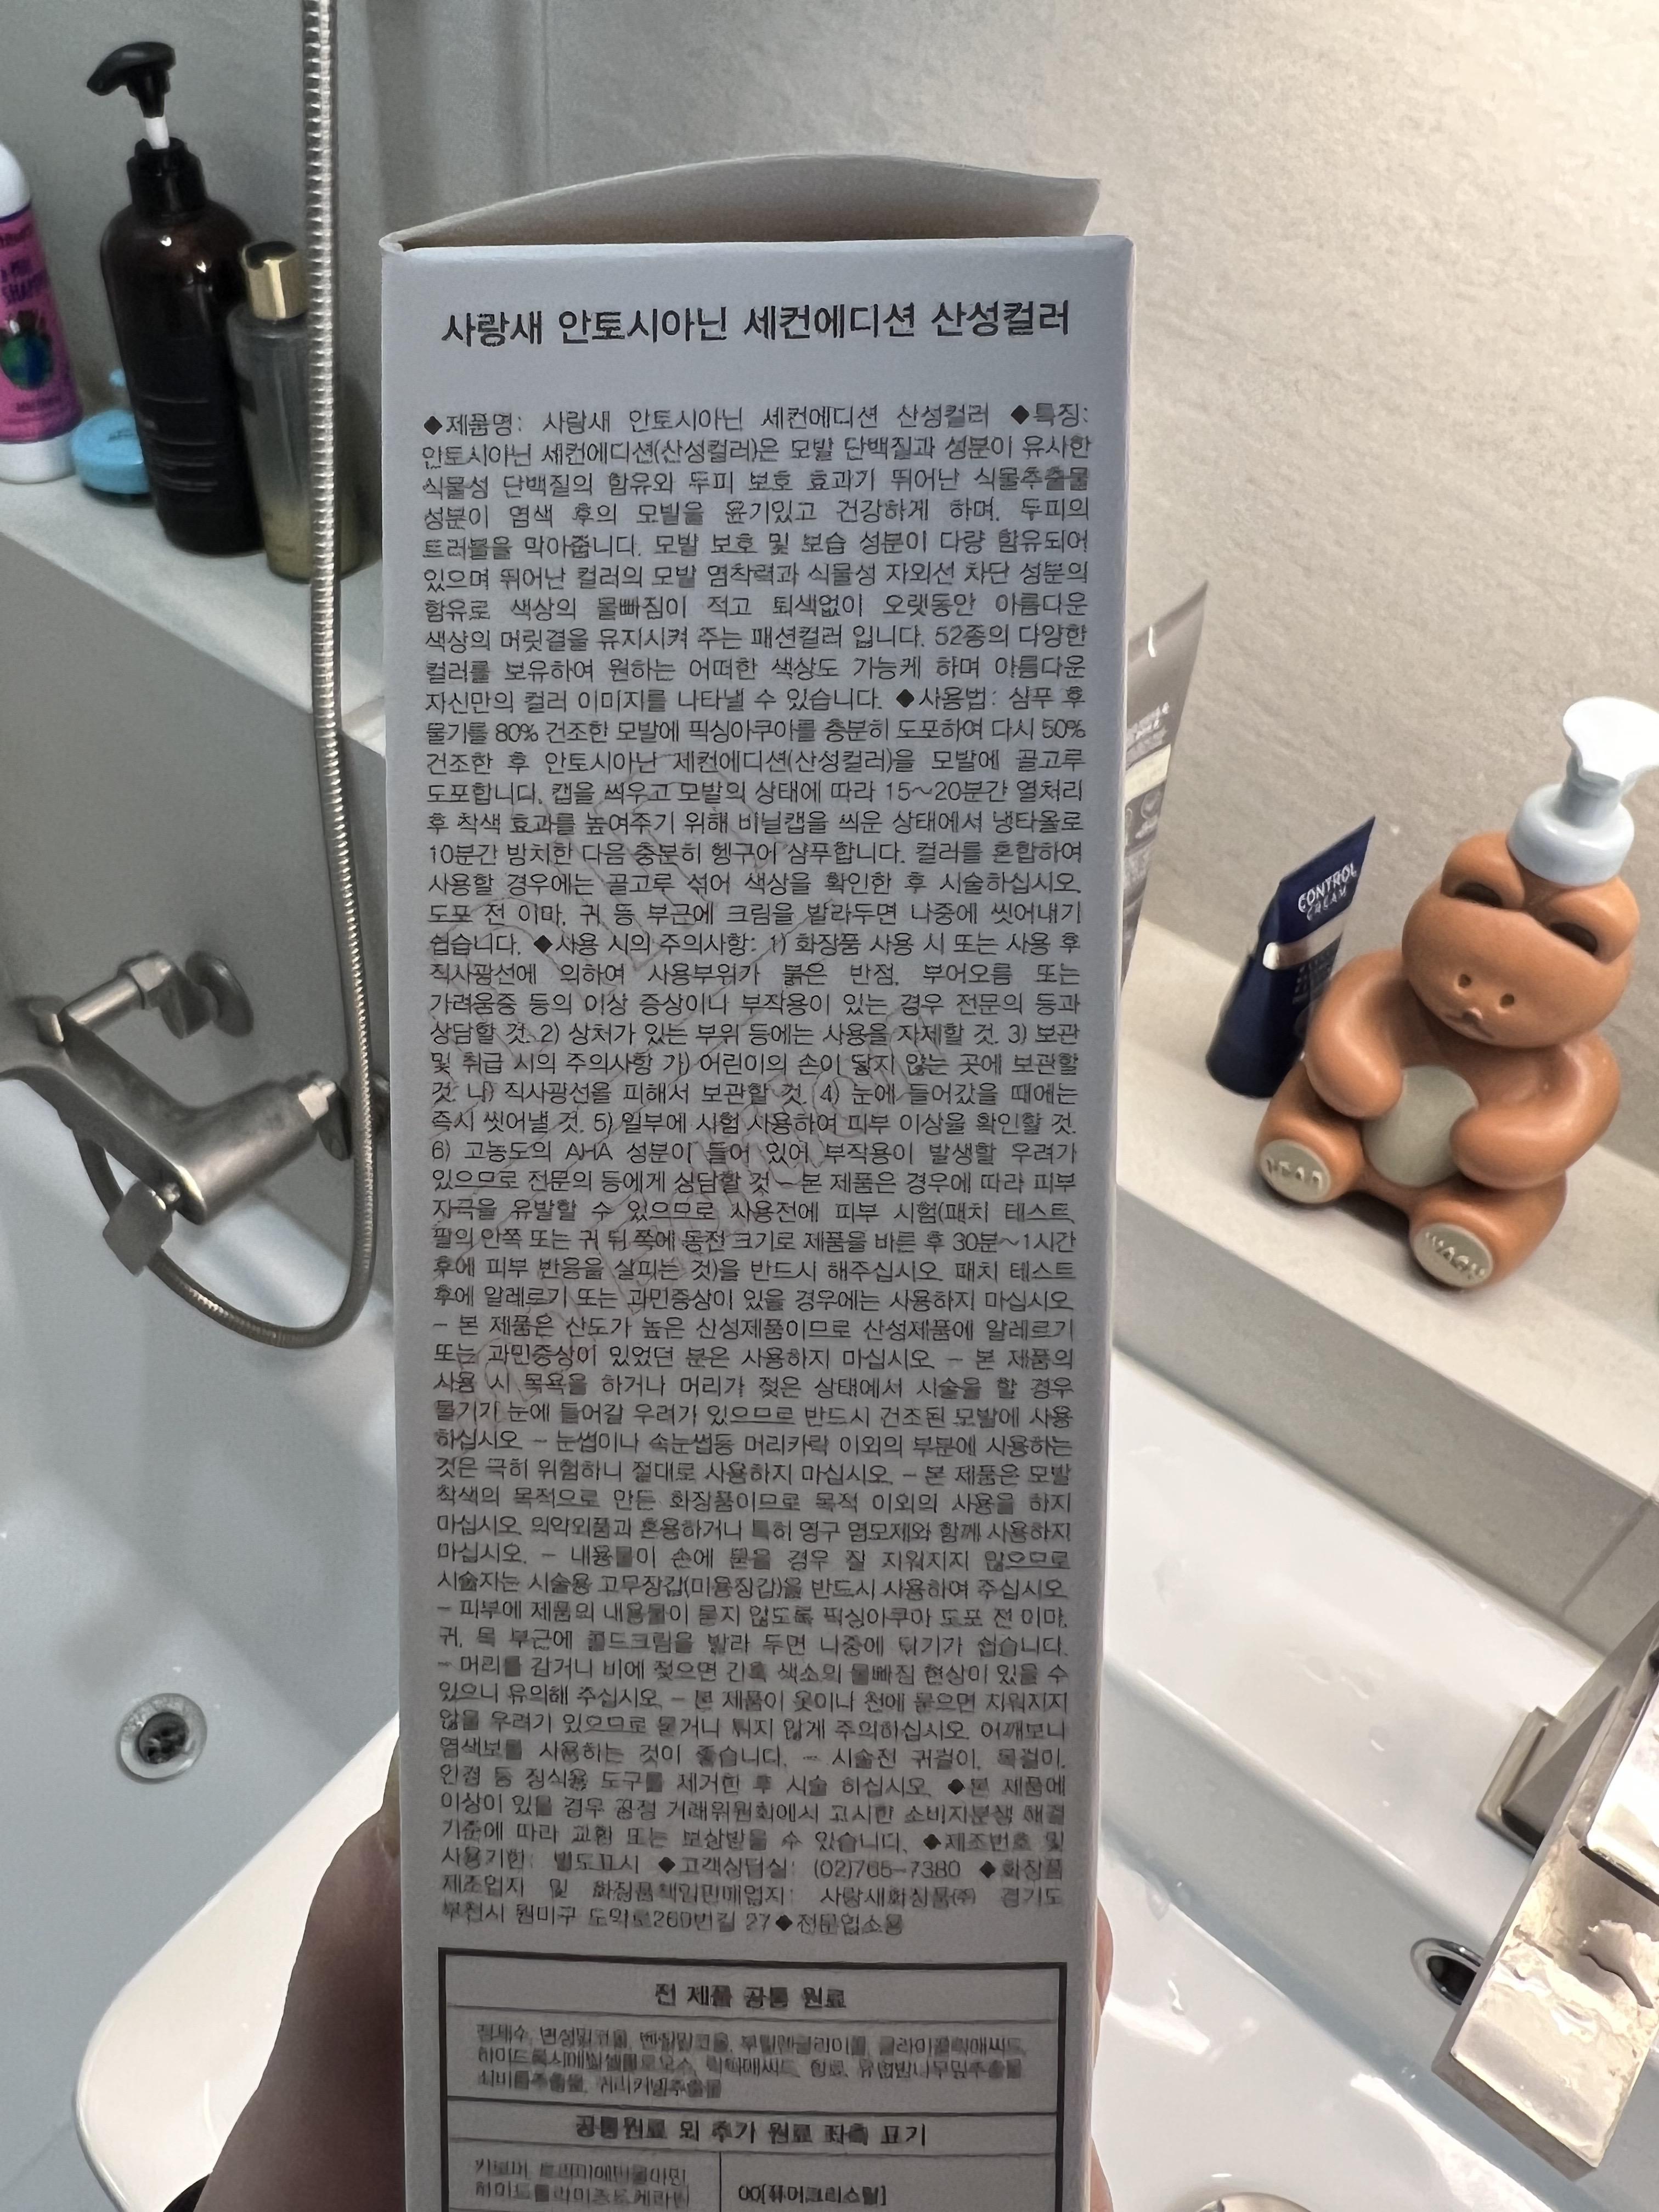 사랑새 안토시아닌 세컨에디션 산성컬러
◆제품명: 사랑새 안토시아닌 세컨에디션 산성컬러 ◆특징:
안토시아닌 세컨에디션(산성컬러)은 모발 단백질과 성분이 유사한
식물성 단백질의 함유와 두피 보호 효과가 뛰어난 식물추출물
성분이 염색 후의 모발을 윤기있고 건강하게 하며, 두피의
트러블을 막아줍니다. 모발 보호 및 보습 성분이 다량 함유되어
있으며 뛰어난 컬러의 모발 염착력과 식물성 자외선 차단 성분의
함유로 색상의 물빠짐이 적고 퇴색없이 오랫동안 아름다운
색상의 머릿결을 유지시켜 주는 패션컬러 입니다. 52종의 다양한
컬러를 보유하여 원하는 어떠한 색상도 가능케 하며 아름다운
자신만의 컬러 이미지를 나타낼 수 있습니다. ◆사용법: 샴푸 후
물기를 80% 건조한 모발에 픽싱아쿠아를 충분히 도포하여 다시 50%
건조한 후 안토시아닌 세컨에디션(산성컬러)을 모발에 골고루
도포합니다. 캡을 씌우고 모발의 상태에 따라 15~20분간 열처리
후 착색 효과를 높여주기 위해 비닐캡을 씌운 상태에서 냉타올로
10분간 방치한 다음 충분히 헹구어 샴푸합니다. 컬러를 혼합하여
사용할 경우에는 골고루 섞어 색상을 확인한 후 시술하십시오.
도포 전 이마, 귀 등 부근에 크림을 발라두면 나중에 씻어내기
쉽습니다. ◆사용 시의 주의사항: 1) 화장품 사용 시 또는 사용 후
직사광선에 의하여 사용부위가 붉은 반점, 부어오름 또는
가려움증 등의 이상 증상이나 부작용이 있는 경우 전문의 등과
상담할 것. 2) 상처가 있는 부위 등에는 사용을 자제할 것. 3) 보관
및 취급 시의 주의사항 가) 어린이의 손이 닿지 않는 곳에 보관할
것. 나) 직사광선을 피해서 보관할 것. 4) 눈에 들어갔을 때에는
즉시 씻어낼 것. 5) 일부에 시험 사용하여 피부 이상을 확인할 것.
6) 고농도의 AHA 성분이 들어 있어 부작용이 발생할 우려가
있으므로 전문의 등에게 상담할 것 – 본 제품은 경우에 따라 피부
자극을 유발할 수 있으므로 사용전에 피부 시험(패치 테스트,
팔의 안쪽 또는 귀 뒤 쪽에 동전 크기로 제품을 바른 후 30분~1시간
후에 피부 반응을 살피는 것)을 반드시 해주십시오. 패치 테스트
후에 알레르기 또는 과민증상이 있을 경우에는 사용하지 마십시오.
– 본 제품은 산도가 높은 산성제품이므로 산성제품에 알레르기
또는 과민증상이 있었던 분은 사용하지 마십시오. – 본 제품의
사용 시 목욕을 하거나 머리가 젖은 상태에서 시술을 할 경우
물기가 눈에 들어갈 우려가 있으므로 반드시 건조된 모발에 사용
하십시오. – 눈썹이나 속눈썹등 머리카락 이외의 부분에 사용하는
것은 극히 위험하니 절대로 사용하지 마십시오. – 본 제품은 모발
착색의 목적으로 만든 화장품이므로 목적 이외의 사용을 하지
마십시오. 의약외품과 혼용하거나 특히 영구 염모제와 함께 사용하지
마십시오. – 내용물이 손에 묻을 경우 잘 지워지지 않으므로
시술자는 시술용 고무장갑(미용장갑)을 반드시 사용하여 주십시오.
– 피부에 제품의 내용물이 묻지 않도록 픽싱아쿠아 도포 전 이마,
귀, 목 부근에 콜드크림을 발라 두면 나중에 닦기가 쉽습니다.
– 머리를 감거나 비에 젖으면 간혹 색소의 물빠짐 현상이 있을 수
있으니 유의해 주십시오. – 본 제품이 옷이나 천에 묻으면 지워지지
않을 우려가 있으므로 묻거나 튀지 않게 주의하십시오. 어깨보나
염색보를 사용하는 것이 좋습니다. – 시술전 귀걸이, 목걸이,
안경 등 장식용 도구를 제거한 후 시술 하십시오. ◆본 제품에
이상이 있을 경우 공정 거래위원회에서 고시한 소비자분쟁 해결
기준에 따라 교환 또는 보상받을 수 있습니다. ◆제조번호 및
사용기한: 별도표시 ◆고객상담실: (02)765-7380 ◆화장품
제조업자 및 화장품책임판매업자: 사랑새화장품㈜ 경기도
부천시 원미구 도약로260번길 27◆전문업소용
전 제품 공통 원료
정제수, 변성알코올, 벤질알코올, 부틸렌글라이콜, 글라이콜릭애씨드,
하이드록시에틸셀룰로오스, 락틱애씨드, 향료, 유럽밤나무잎추출물
쇠비름추출물
공통원료 외 추가 원료 좌측 표기
00[퓨어크리스탈]
CONTROL
CREAM